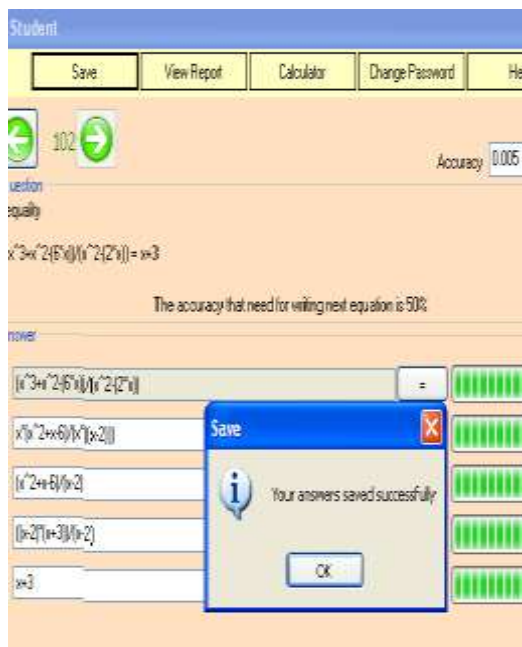 Student
Save View Report Calculator Change Password He
102
Accuracy 0.005
uestion
equality
x^3+x^2-(6*x))/(x^2-(2*x))= x+3
The accuracy that need for writing next equation is 50%
nswer
(x^3+x^2-(6*x))/(x^2-(2*x)) =
x*(x^2+x-6)/(x*((x-2)))
(x^2+x-6)/(x-2)
((x-2)*(x+3))/(x-2)
x+3
Save
Your answers saved successfully
OK